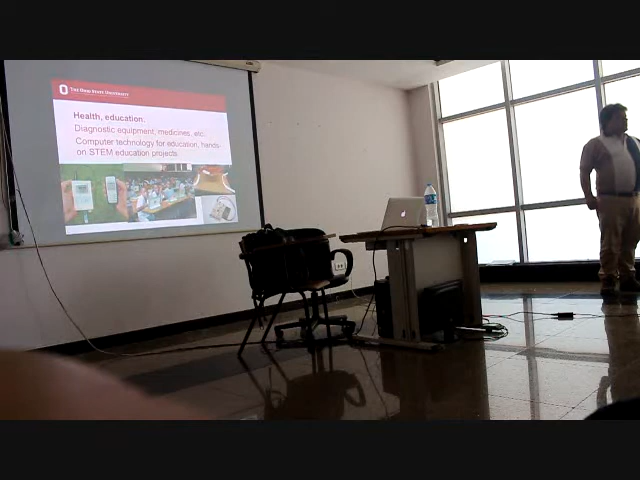 THE OHIO STATE UNIVERSITY
Health, education.
Diagnostic equipment, medicines, etc.
Computer technology for education, hands-
on STEM education projects